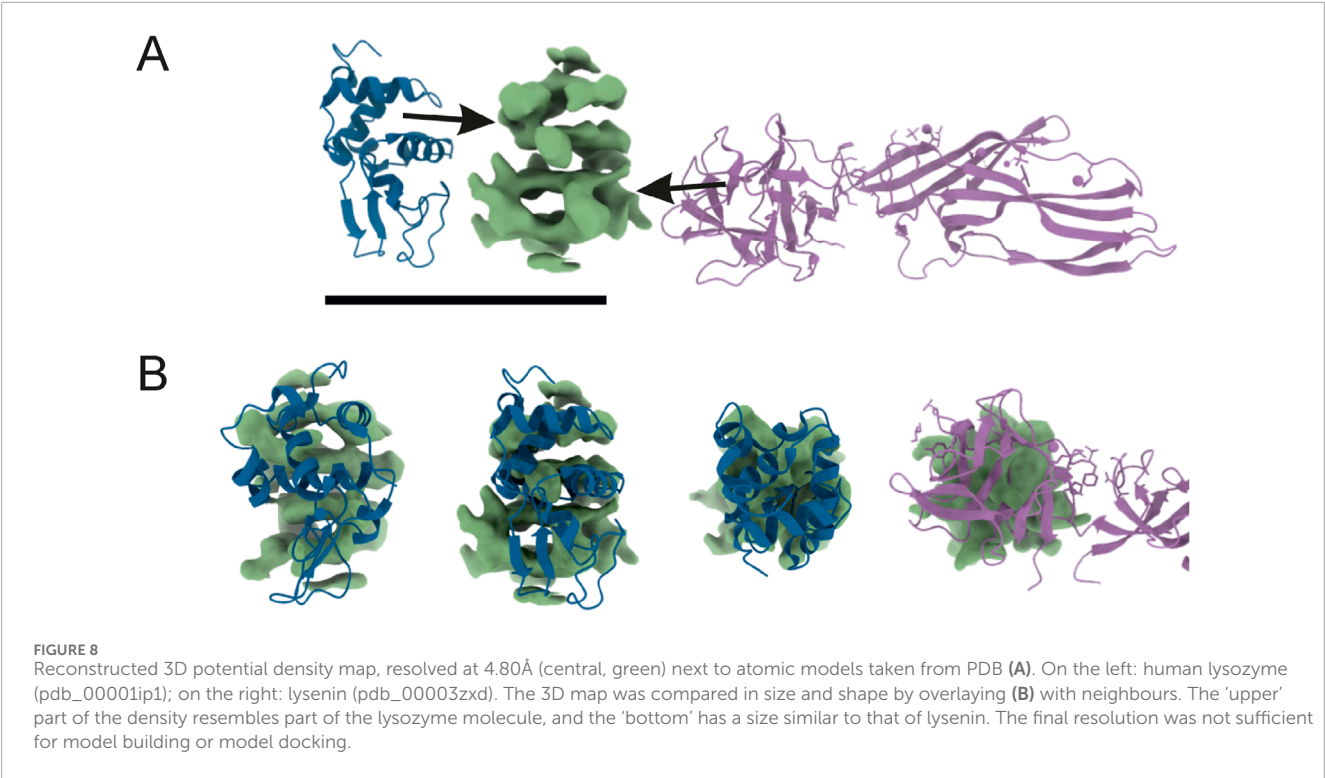 A
B
FIGURE 8
Reconstructed 3D potential density map, resolved at 4.80Å (central, green) next to atomic models taken from PDB (A). On the left: human lysozyme
(pdb_00001ip1); on the right: lysenin (pdb_00003zxd). The 3D map was compared in size and shape by overlaying (B) with neighbours. The ‘upper’
part of the density resembles part of the lysozyme molecule, and the ‘bottom’ has a size similar to that of lysenin. The final resolution was not sufficient
for model building or model docking.